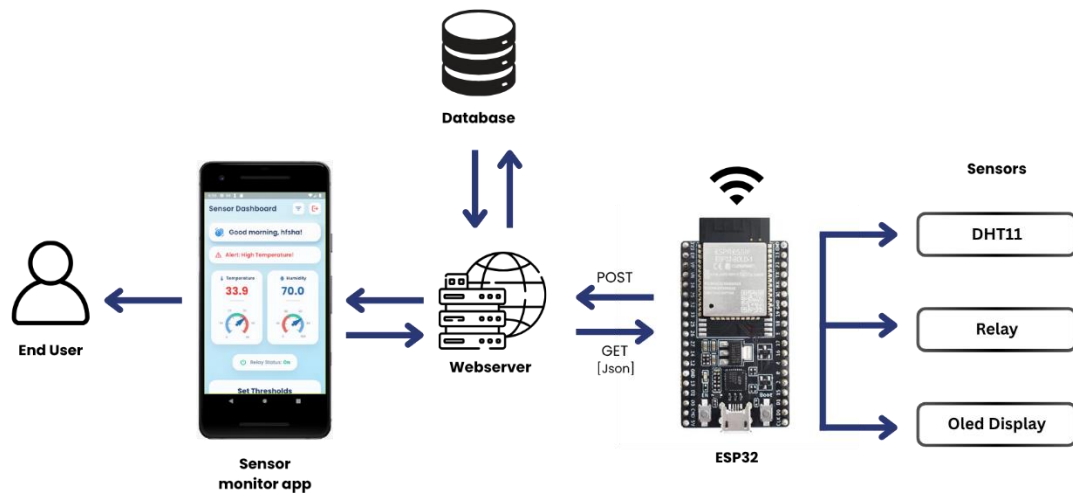 Database
Sensor Dashboard
Good morning, hfsha!
Alert: High Temperature!
Temperature
33.9
Humidity
70.0
Relay Status: On
Set Thresholds
End User
Sensor
monitor app
Webserver
POST
GET
[Json]
ESP32
Sensors
DHT11
Relay
Oled Display